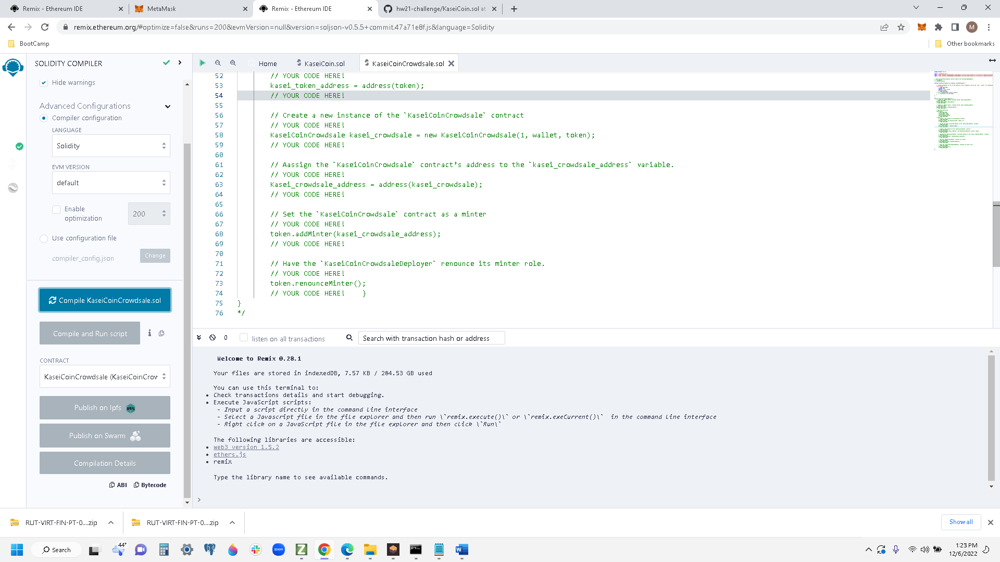 Remix - Ethereum IDE
MetaMask
Remix - Ethereum IDE
hw21-challenge/KaseiCoin.sol at
remix.ethereum.org/#optimize=false&runs=200&evmVersion=null&version=soljson-v0.5.5+commit.47a71e8f.js&language=Solidity
M
BootCamp
Other bookmarks
SOLIDITY COMPILER
Home
KaseiCoin.sol
KaseiCoinCrowdsale.sol
Hide warnings
Advanced Configurations
Compiler configuration
LANGUAGE
Solidity
EVM VERSION
default
Enable optimization
200
Use configuration file
compiler_config.json
Change
Compile KaseiCoinCrowdsale.sol
Compile and Run script
CONTRACT
KaseiCoinCrowdsale (KaseiCoinCrow
Publish on Ipfs
IPFS
Publish on Swarm
Compilation Details
ABI
Bytecode
52 // YOUR CODE HERE!
53 kasei_token_address = address(token);
54 // YOUR CODE HERE!
55
56 // Create a new instance of the `KaseiCoinCrowdsale` contract
57 // YOUR CODE HERE!
58 KaseiCoinCrowdsale kasei_crowdsale = new KaseiCoinCrowdsale(1, wallet, token);
59 // YOUR CODE HERE!
60
61 // Aassign the `KaseiCoinCrowdsale` contract’s address to the `kasei_crowdsale_address` variable.
62 // YOUR CODE HERE!
63 Kasei_crowdsale_address = address(kasei_crowdsale);
64 // YOUR CODE HERE!
65
66 // Set the `KaseiCoinCrowdsale` contract as a minter
67 // YOUR CODE HERE!
68 token.addMinter(kasei_crowdsale_address);
69 // YOUR CODE HERE!
70
71 // Have the `KaseiCoinCrowdsaleDeployer` renounce its minter role.
72 // YOUR CODE HERE!
73 token.renounceMinter();
74 // YOUR CODE HERE!    }
75 }
76 */
0
listen on all transactions
Search with transaction hash or address
Welcome to Remix 0.28.1
Your files are stored in indexedDB, 7.57 KB / 284.53 GB used
You can use this terminal to:
• Check transactions details and start debugging.
• Execute JavaScript scripts:
- Input a script directly in the command line interface
- Select a Javascript file in the file explorer and then run \`remix.execute()\` or \`remix.exeCurrent()\`  in the command line interface
- Right click on a JavaScript file in the file explorer and then click \`Run\`
The following libraries are accessible:
• web3 version 1.5.2
• ethers.js
• remix
Type the library name to see available commands.
>
RUT-VIRT-FIN-PT-0....zip
RUT-VIRT-FIN-PT-0....zip
Show all
Search
44°
zoom
1:23 PM
12/6/2022